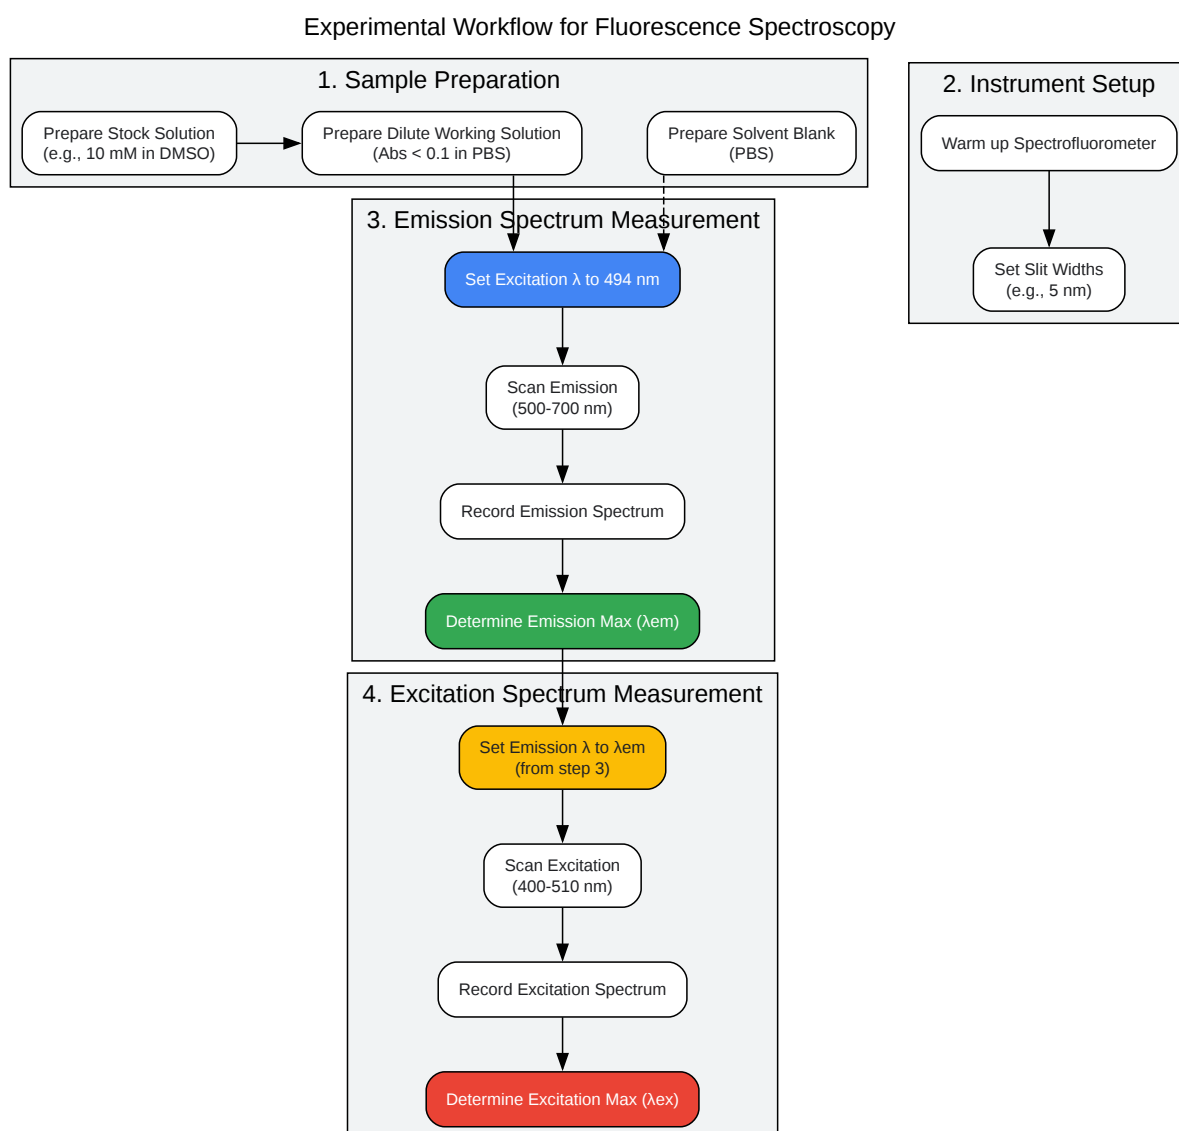 Experimental Workflow for Fluorescence Spectroscopy
1. Sample Preparation
Prepare Stock Solution
(e.g., 10 mM in DMSO)
Prepare Dilute Working Solution
(Abs < 0.1 in PBS)
Prepare Solvent Blank
(PBS)
2. Instrument Setup
Warm up Spectrofluorometer
Set Slit Widths
(e.g., 5 nm)
3. Emission Spectrum Measurement
Set Excitation λ to 494 nm
Scan Emission
(500-700 nm)
Record Emission Spectrum
Determine Emission Max (λem)
4. Excitation Spectrum Measurement
Set Emission λ to λem
(from step 3)
Scan Excitation
(400-510 nm)
Record Excitation Spectrum
Determine Excitation Max (λex)